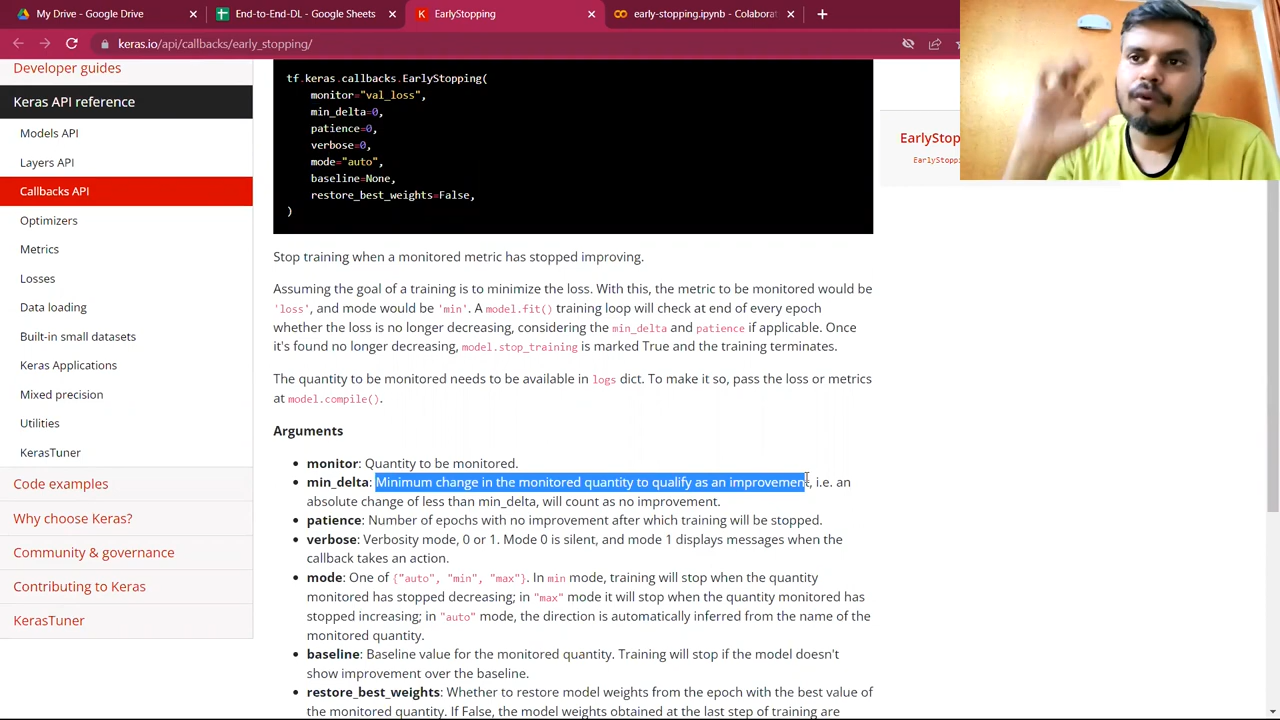 My Drive - Google Drive
End-to-End-DL - Google Sheets
EarlyStopping
early-stopping.ipynb - Colaborat
keras.io/api/callbacks/early_stopping/
Developer guides
Keras API reference
Models API
Layers API
Callbacks API
Optimizers
Metrics
Losses
Data loading
Built-in small datasets
Keras Applications
Mixed precision
Utilities
KerasTuner
Code examples
Why choose Keras?
Community & governance
Contributing to Keras
KerasTuner
tf.keras.callbacks.EarlyStopping(
monitor="val_loss",
min_delta=0,
patience=0,
verbose=0,
mode="auto",
baseline=None,
restore_best_weights=False,
)
Stop training when a monitored metric has stopped improving.
Assuming the goal of a training is to minimize the loss. With this, the metric to be monitored would be
'loss', and mode would be 'min'. A model.fit() training loop will check at end of every epoch
whether the loss is no longer decreasing, considering the min_delta and patience if applicable. Once
it's found no longer decreasing, model.stop_training is marked True and the training terminates.
The quantity to be monitored needs to be available in logs dict. To make it so, pass the loss or metrics
at model.compile().
Arguments
monitor: Quantity to be monitored.
min_delta: Minimum change in the monitored quantity to qualify as an improvement, i.e. an
absolute change of less than min_delta, will count as no improvement.
patience: Number of epochs with no improvement after which training will be stopped.
verbose: Verbosity mode, 0 or 1. Mode 0 is silent, and mode 1 displays messages when the
callback takes an action.
mode: One of {"auto", "min", "max"}. In min mode, training will stop when the quantity
monitored has stopped decreasing; in "max" mode it will stop when the quantity monitored has
stopped increasing; in "auto" mode, the direction is automatically inferred from the name of the
monitored quantity.
baseline: Baseline value for the monitored quantity. Training will stop if the model doesn't
show improvement over the baseline.
restore_best_weights: Whether to restore model weights from the epoch with the best value of
the monitored quantity. If False, the model weights obtained at the last step of training are
EarlyStop
EarlyStoppi